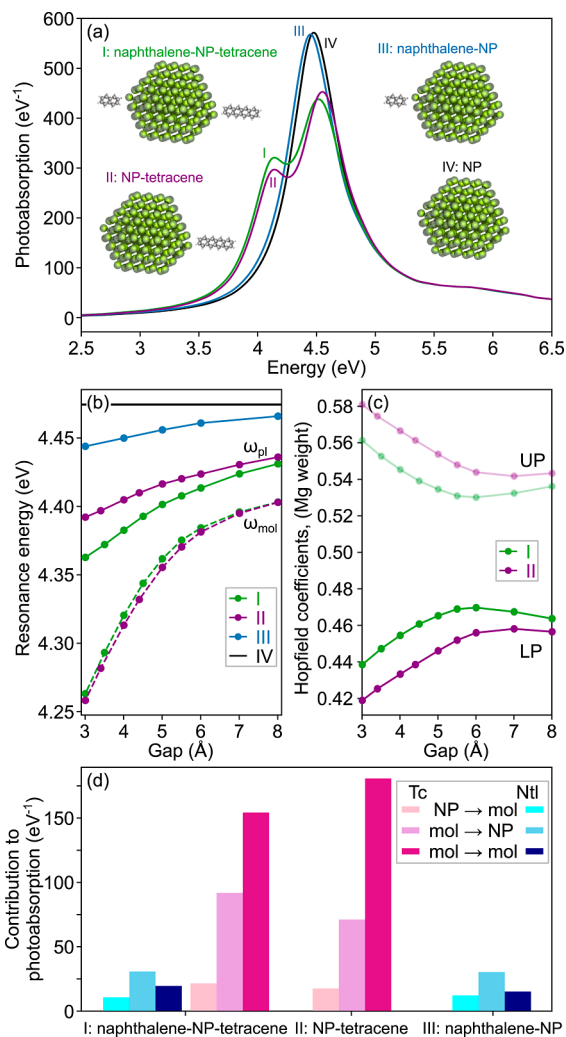 (a)
I: naphthalene-NP-tetracene
III: naphthalene-NP
II: NP-tetracene
IV: NP
III
IV
I
II
Photoabsorption (eV⁻¹)
600
500
400
300
200
100
0
2.5 3 3.5 4 4.5 5 5.5 6 6.5
Energy (eV)
(b)
ω_pl
ω_mol
I
II
III
IV
Resonance energy (eV)
4.45
4.40
4.35
4.30
4.25
3 4 5 6 7 8
Gap (Å)
(c)
UP
I
II
LP
Hopfield coefficients, (Mg weight)
0.58
0.56
0.54
0.52
0.50
0.48
0.46
0.44
0.42
3 4 5 6 7 8
Gap (Å)
(d)
Tc Ntl
NP → mol
mol → NP
mol → mol
Contribution to
photoabsorption (eV⁻¹)
150
100
50
0
I: naphthalene-NP-tetracene II: NP-tetracene III: naphthalene-NP